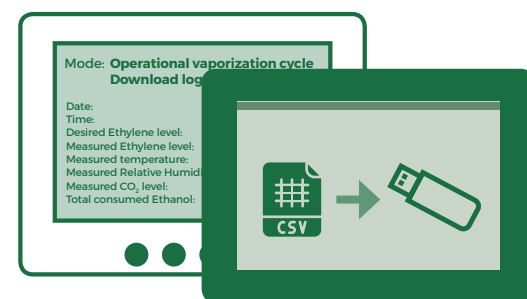 Mode: Operational vaporization cycle
Download log
Date:
Time:
Desired Ethylene level:
Measured Ethylene level:
Measured temperature:
Measured Relative Humidi
Measured CO₂ level:
Total consumed Ethanol:
CSV